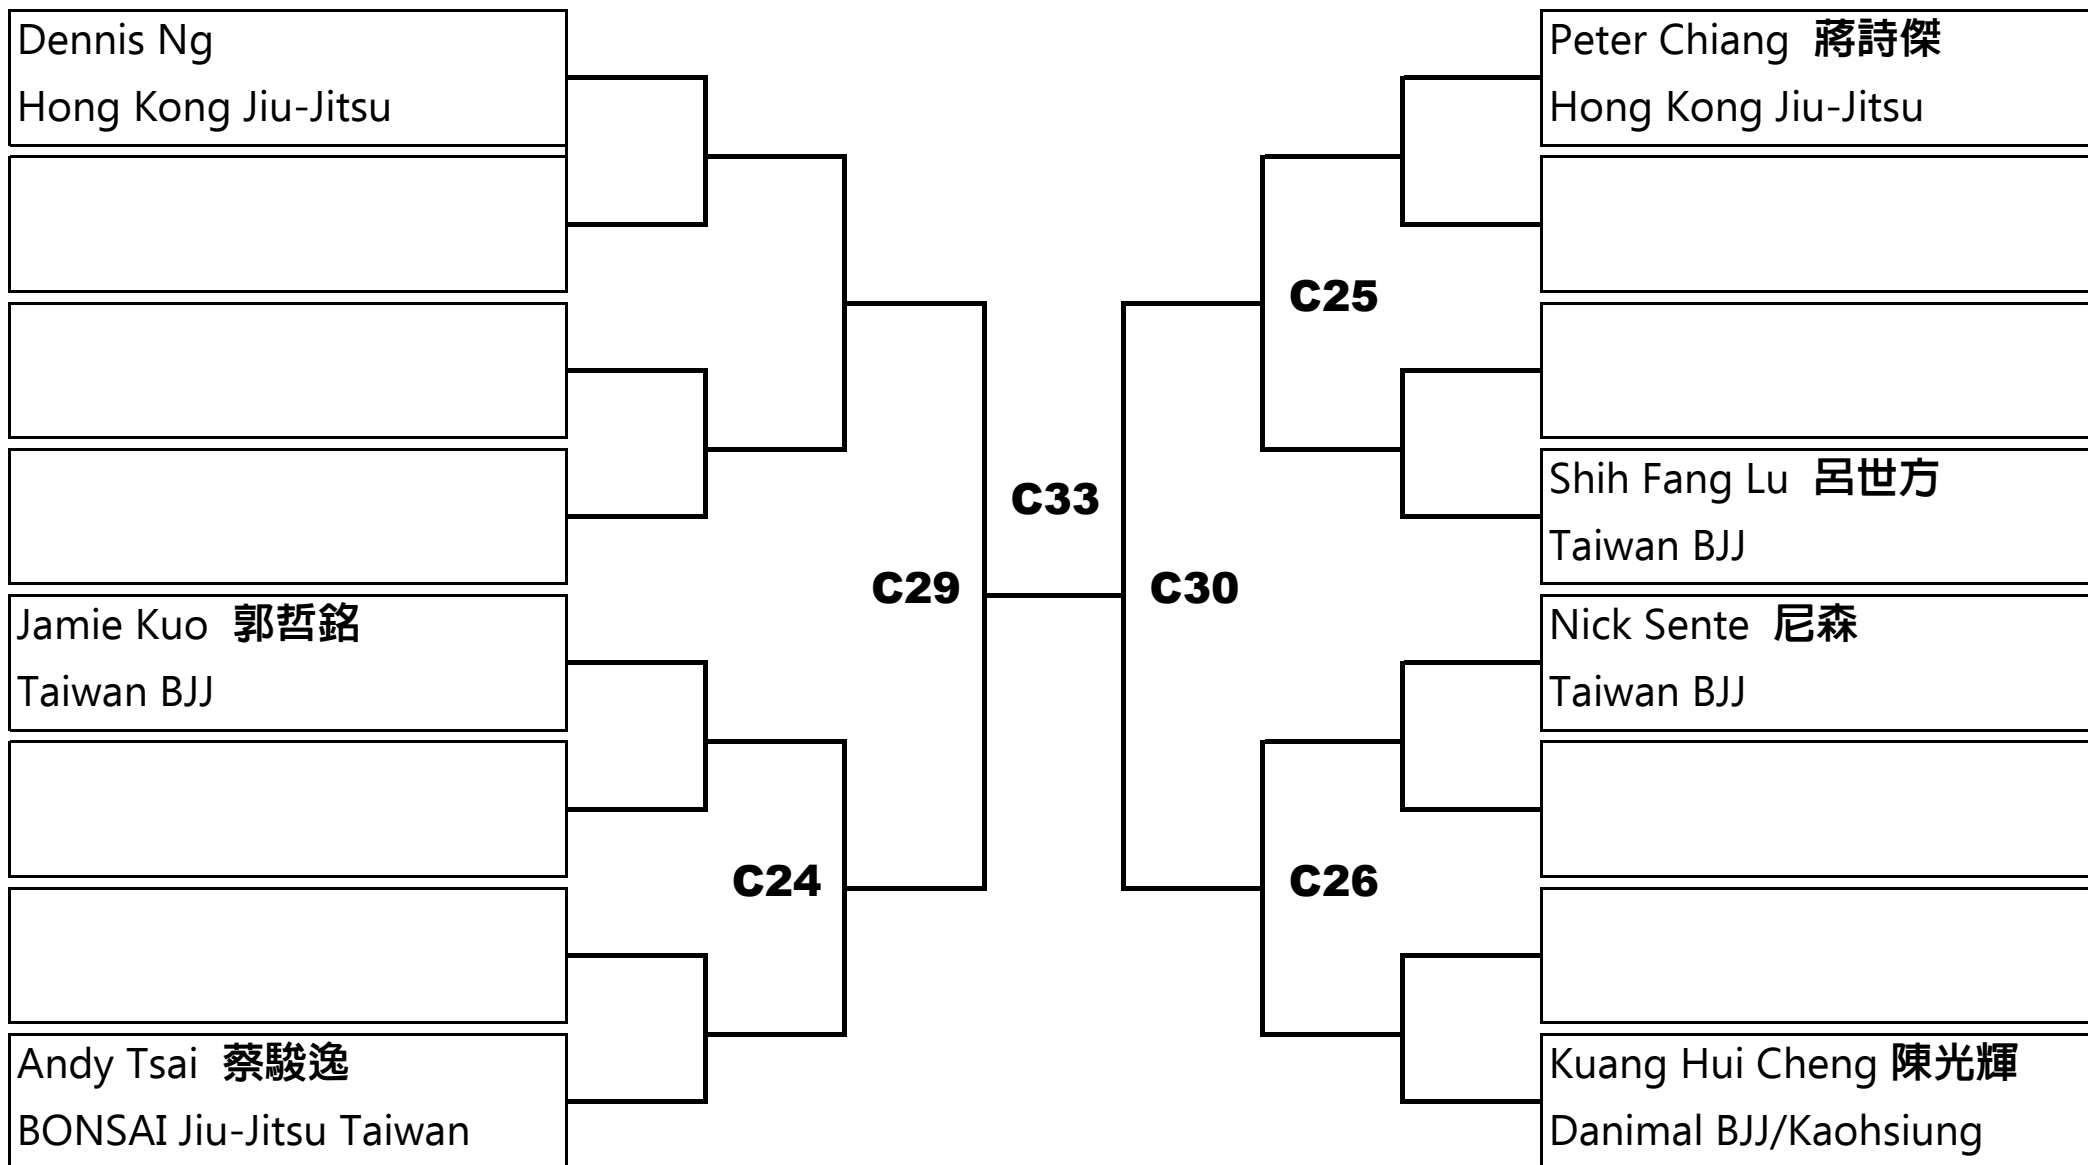 Dennis Ng
Hong Kong Jiu-Jitsu
Jamie Kuo 郭哲銘
Taiwan BJJ
Andy Tsai 蔡駿逸
BONSAI Jiu-Jitsu Taiwan
C24
C29
C33
C30
C25
C26
Peter Chiang 蔣詩傑
Hong Kong Jiu-Jitsu
Shih Fang Lu 呂世方
Taiwan BJJ
Nick Sente 尼森
Taiwan BJJ
Kuang Hui Cheng 陳光輝
Danimal BJJ/Kaohsiung